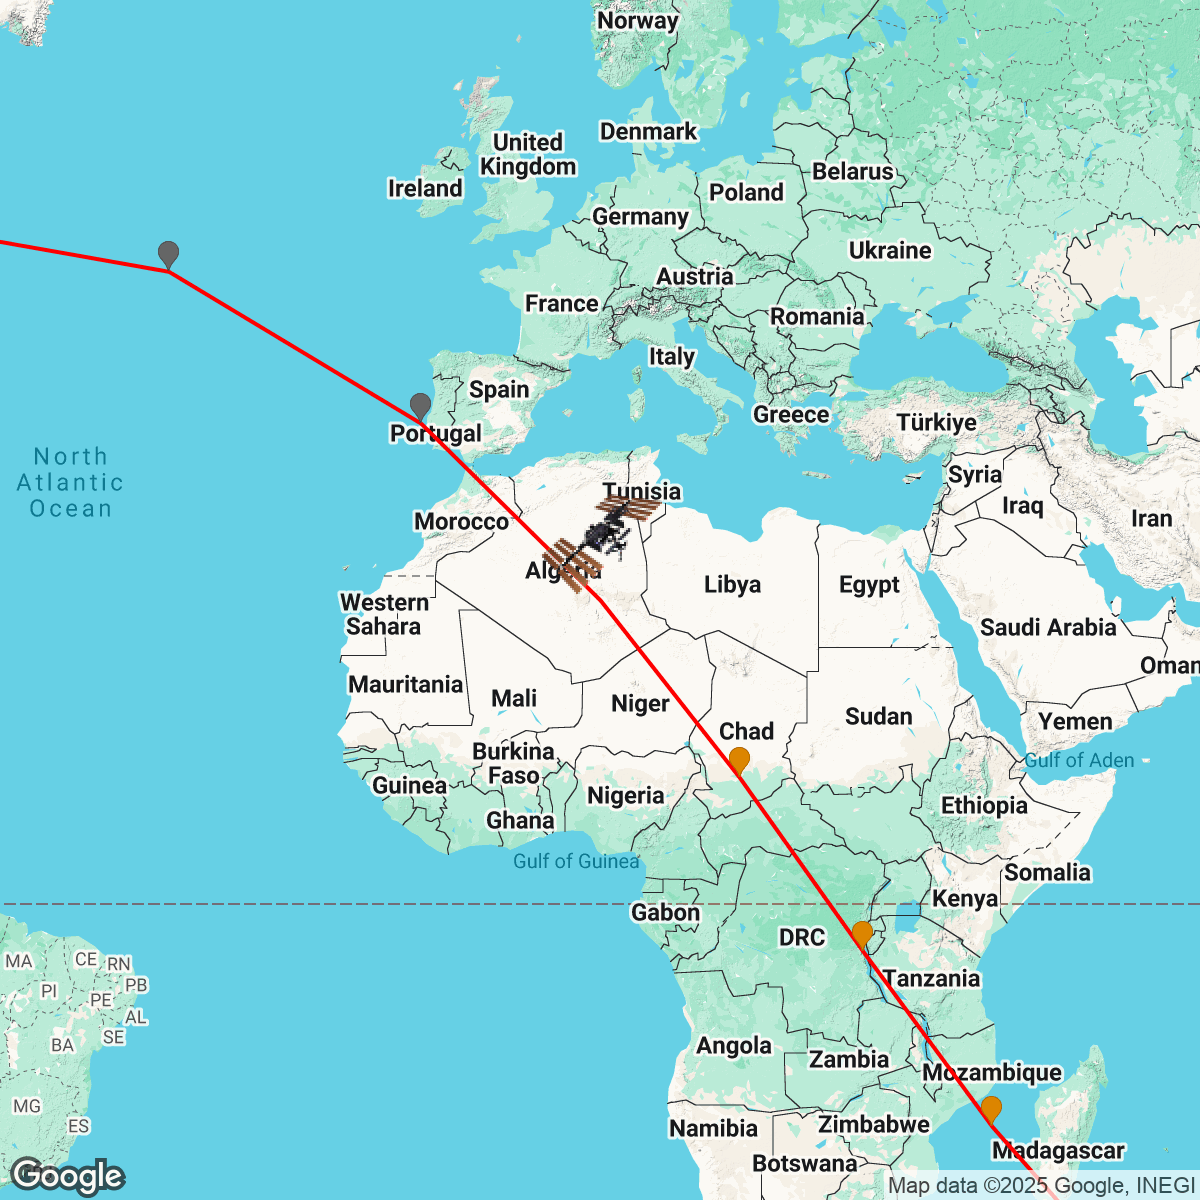 Norway
Denmark
United
Kingdom
Ireland
Belarus
Poland
Germany
Ukraine
Austria
France
Romania
Italy
Spain
Greece
Türkiye
Portugal
North
Atlantic
Ocean
Syria
Tunisia
Iraq
Iran
Morocco
Algeria
Libya
Egypt
Western
Sahara
Saudi Arabia
Oman
Mauritania
Mali
Niger
Sudan
Yemen
Chad
Burkina
Faso
Gulf of Aden
Guinea
Nigeria
Ethiopia
Ghana
Gulf of Guinea
Somalia
Kenya
Gabon
DRC
MA
CE
RN
PI
PB
PE
AL
SE
BA
Tanzania
Angola
Zambia
Mozambique
MG
ES
Namibia
Zimbabwe
Madagascar
Botswana
Google
Map data ©2025 Google, INEGI